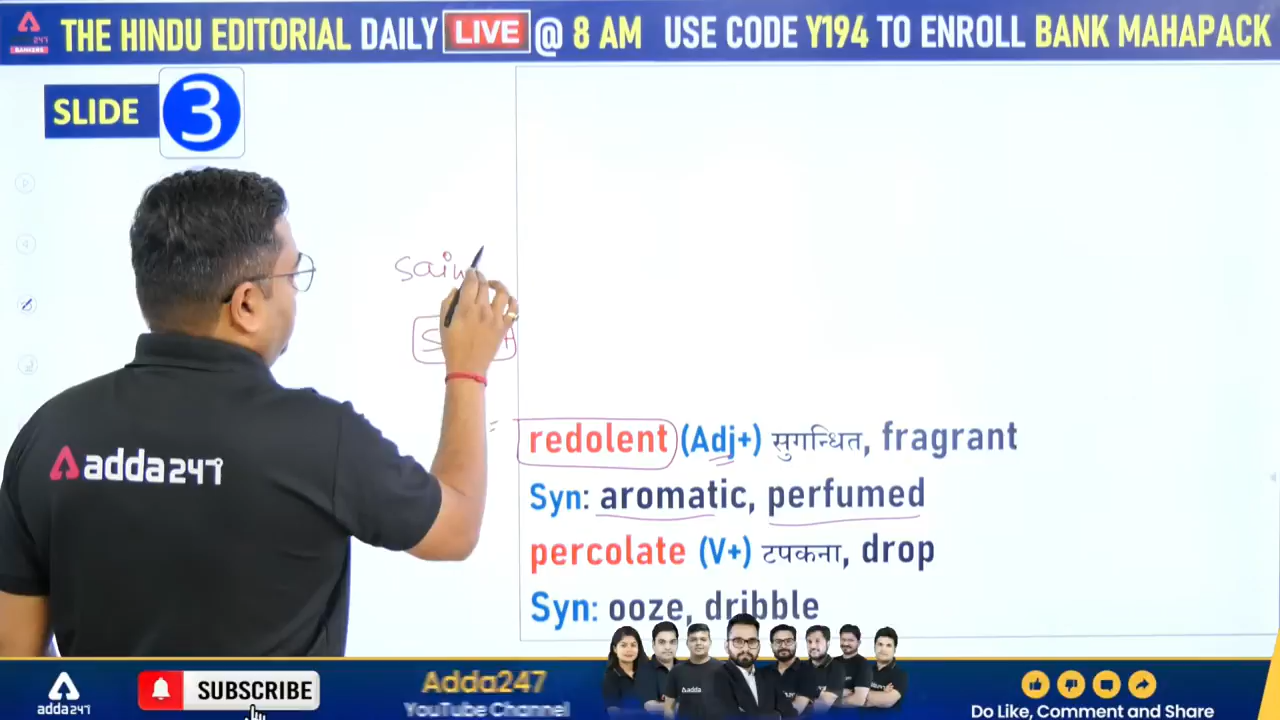 THE HINDU EDITORIAL DAILY LIVE @ 8 AM USE CODE Y194 TO ENROLL BANK MAHAPACK
SLIDE 3
redolent (Adj+) सुगन्धित, fragrant
Syn: aromatic, perfumed
percolate (V+) टपकना, drop
Syn: ooze, dribble
adda247
adda247
SUBSCRIBE
Adda247
YouTube Channel
Do Like, Comment and Share